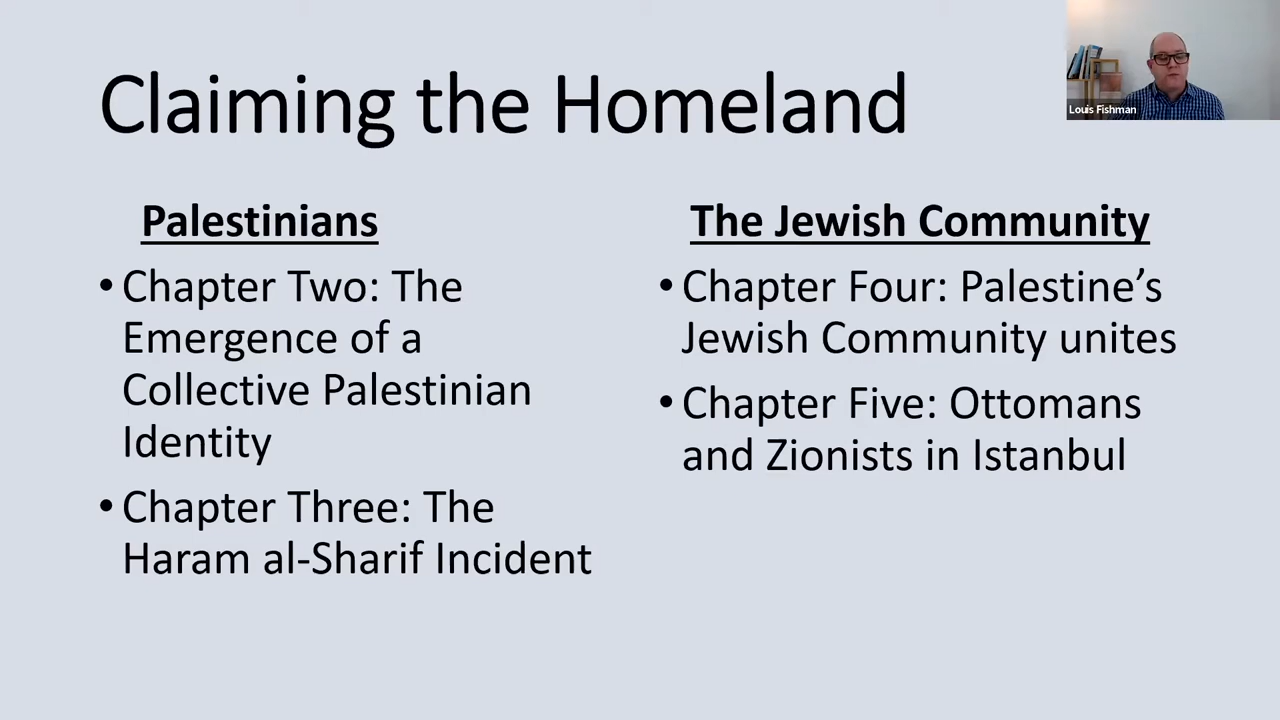 Claiming the Homeland
Louis Fishman
Palestinians
• Chapter Two: The
Emergence of a
Collective Palestinian
Identity
• Chapter Three: The
Haram al-Sharif Incident
The Jewish Community
• Chapter Four: Palestine’s
Jewish Community unites
• Chapter Five: Ottomans
and Zionists in Istanbul